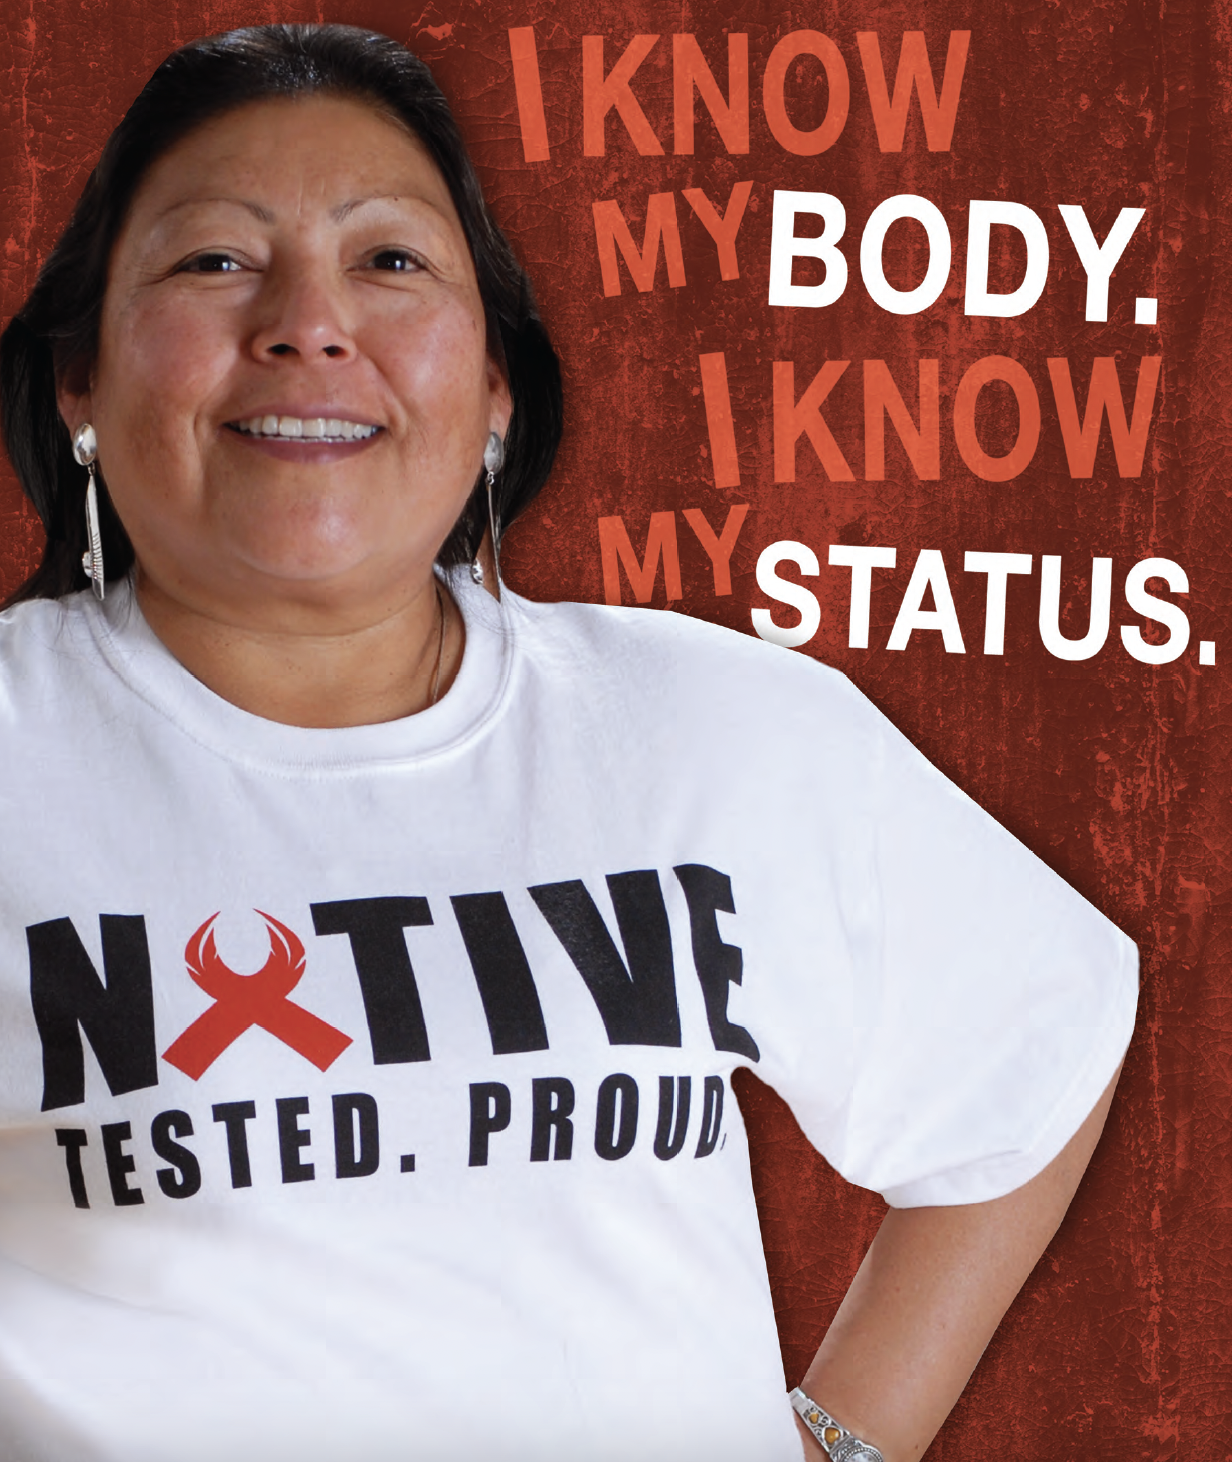 I KNOW
MY BODY.
I KNOW
MY STATUS.
NATIVE
TESTED. PROUD.